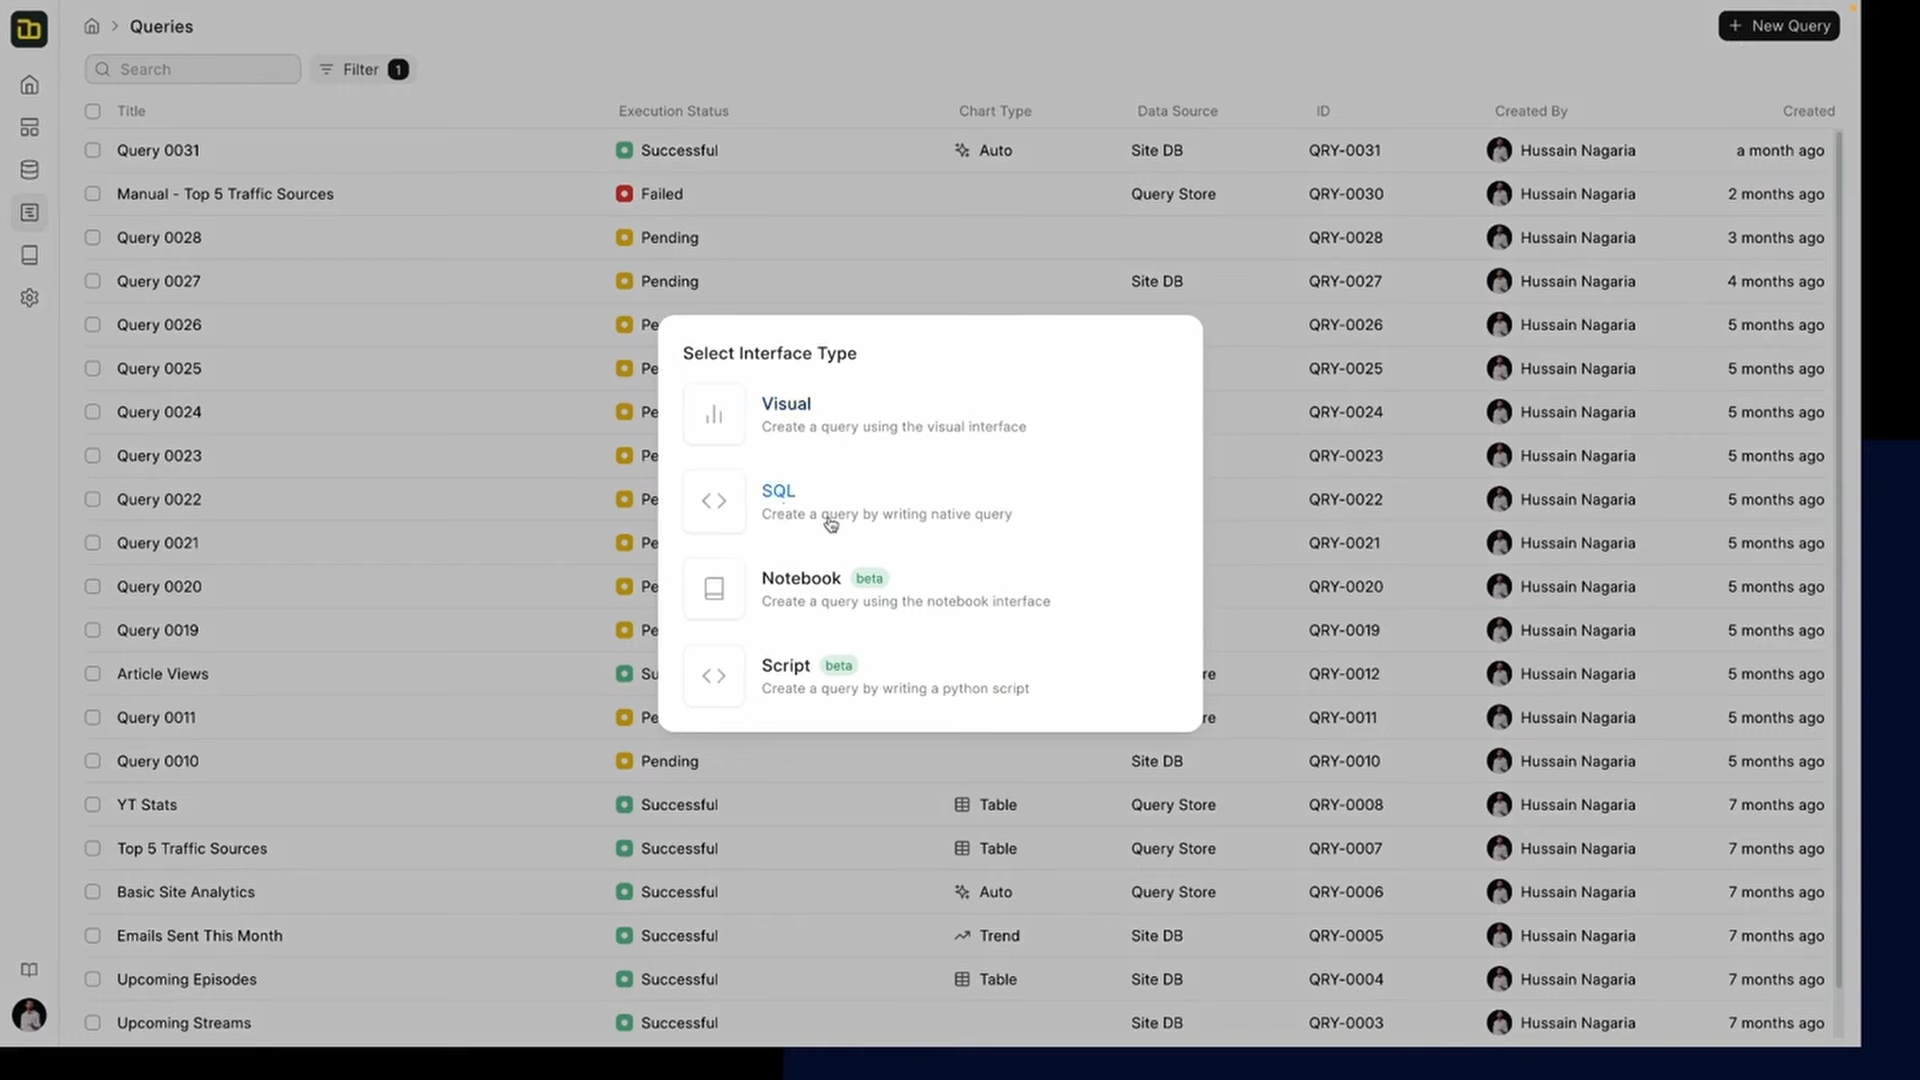 Queries
+ New Query
Search
Filter 1
Title Execution Status Chart Type Data Source ID Created By Created
Query 0031 Successful Auto Site DB QRY-0031 Hussain Nagaria a month ago
Manual - Top 5 Traffic Sources Failed Query Store QRY-0030 Hussain Nagaria 2 months ago
Query 0028 Pending QRY-0028 Hussain Nagaria 3 months ago
Query 0027 Pending Site DB QRY-0027 Hussain Nagaria 4 months ago
Query 0026 Pe QRY-0026 Hussain Nagaria 5 months ago
Query 0025 Pe QRY-0025 Hussain Nagaria 5 months ago
Query 0024 Pe QRY-0024 Hussain Nagaria 5 months ago
Query 0023 Pe QRY-0023 Hussain Nagaria 5 months ago
Query 0022 Pe QRY-0022 Hussain Nagaria 5 months ago
Query 0021 Pe QRY-0021 Hussain Nagaria 5 months ago
Query 0020 Pe QRY-0020 Hussain Nagaria 5 months ago
Query 0019 Pe QRY-0019 Hussain Nagaria 5 months ago
Article Views Su re QRY-0012 Hussain Nagaria 5 months ago
Query 0011 Pe re QRY-0011 Hussain Nagaria 5 months ago
Query 0010 Pending Site DB QRY-0010 Hussain Nagaria 5 months ago
YT Stats Successful Table Query Store QRY-0008 Hussain Nagaria 7 months ago
Top 5 Traffic Sources Successful Table Query Store QRY-0007 Hussain Nagaria 7 months ago
Basic Site Analytics Successful Auto Query Store QRY-0006 Hussain Nagaria 7 months ago
Emails Sent This Month Successful Trend Site DB QRY-0005 Hussain Nagaria 7 months ago
Upcoming Episodes Successful Table Site DB QRY-0004 Hussain Nagaria 7 months ago
Upcoming Streams Successful Site DB QRY-0003 Hussain Nagaria 7 months ago
Select Interface Type
Visual
Create a query using the visual interface
SQL
Create a query by writing native query
Notebook beta
Create a query using the notebook interface
Script beta
Create a query by writing a python script